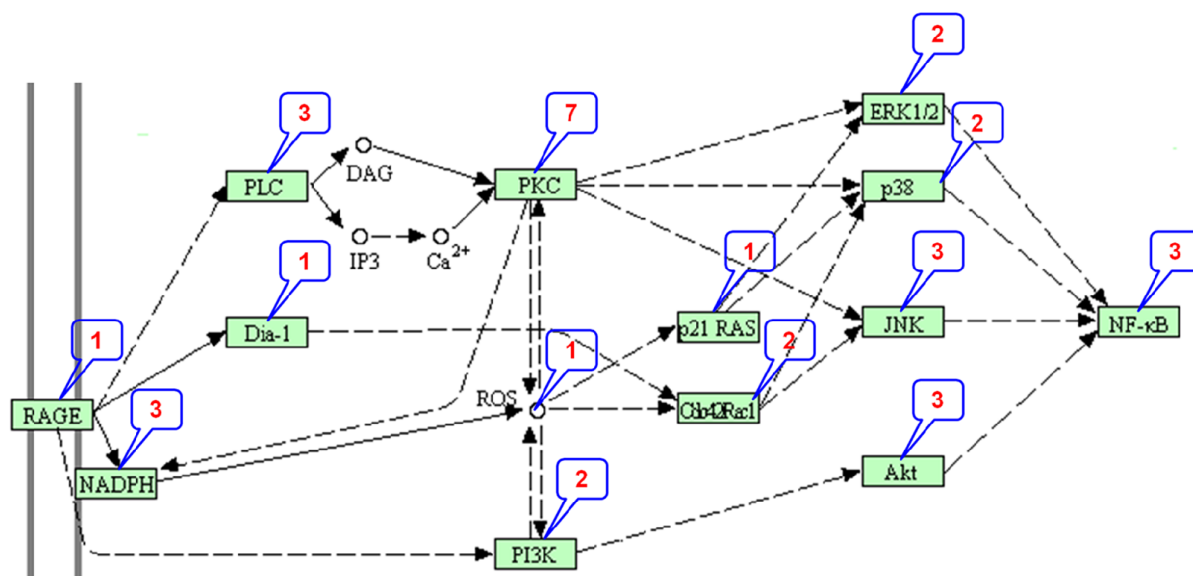 2
ERK1/2
3
7
2
DAG
PLC
PKC
p38
IP3
Ca2+
1
1
3
3
Dia-1
p21 RAS
JNK
NF-κB
1
1
2
ROS
RAGE
3
3
NADPH
Akt
2
PI3K